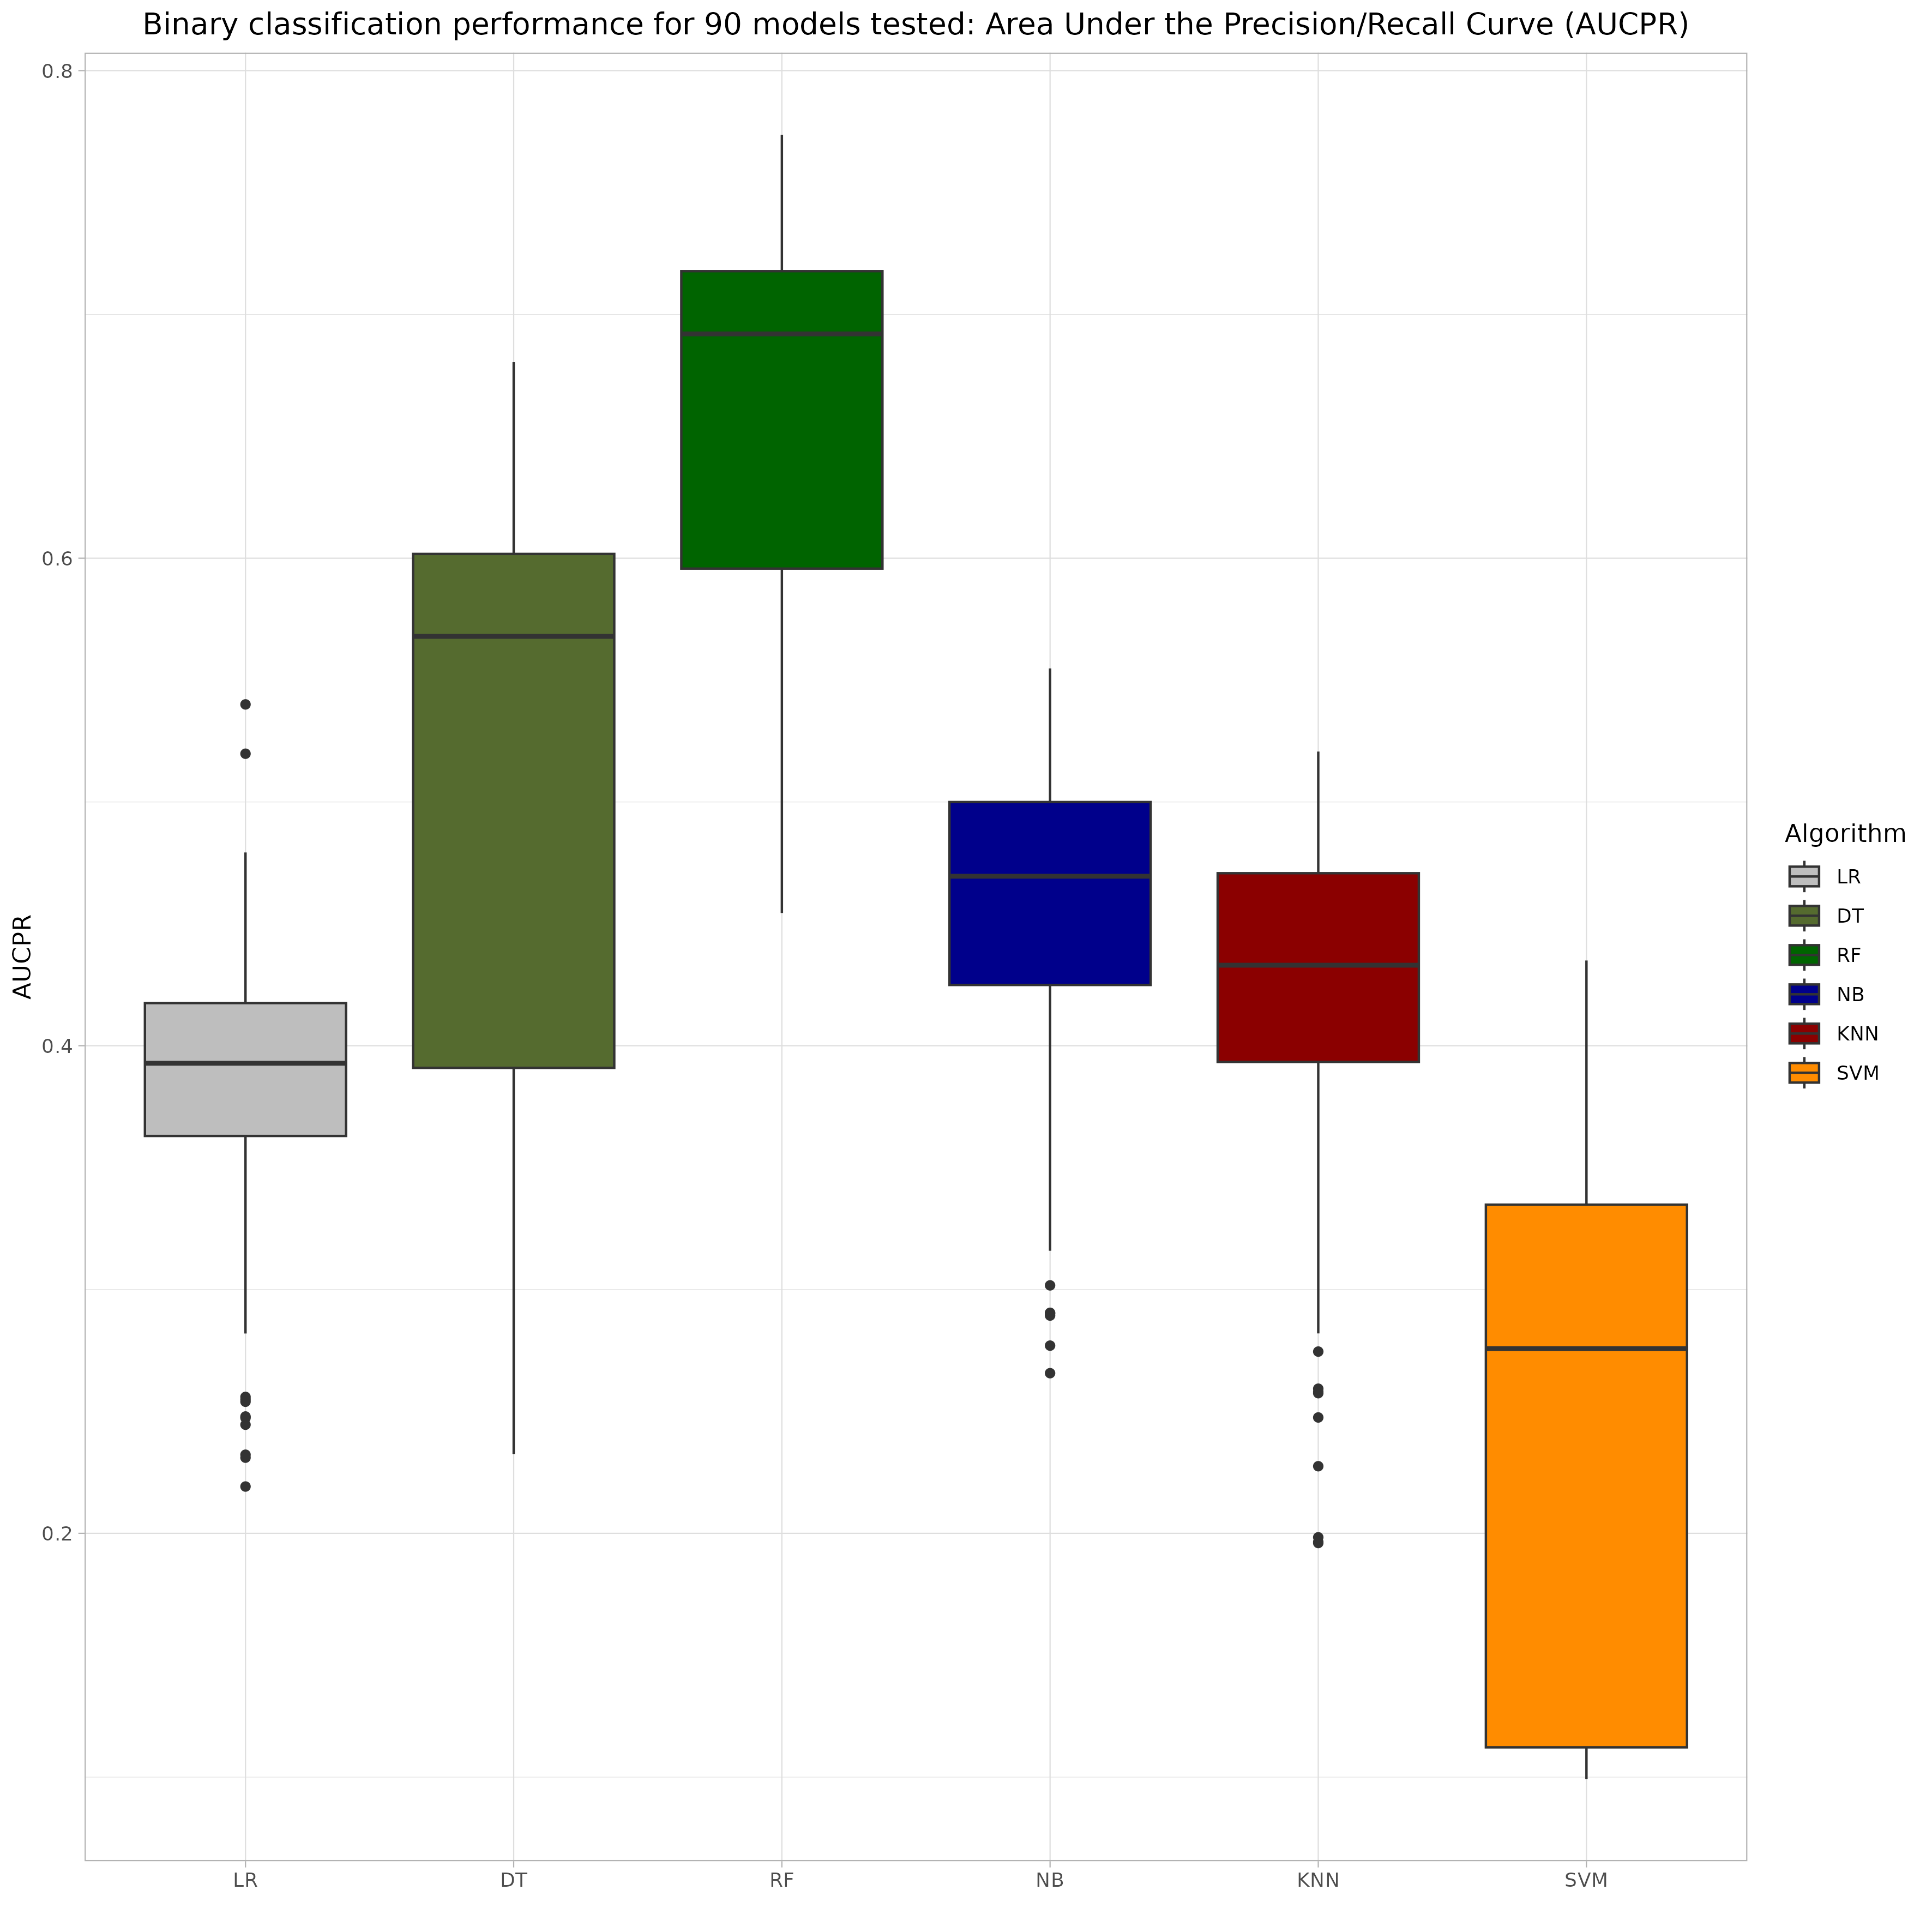 Binary classification performance for 90 models tested: Area Under the Precision/Recall Curve (AUCPR)
0.8
0.6
0.4
0.2
AUCPR
LR
DT
RF
NB
KNN
SVM
Algorithm
LR
DT
RF
NB
KNN
SVM